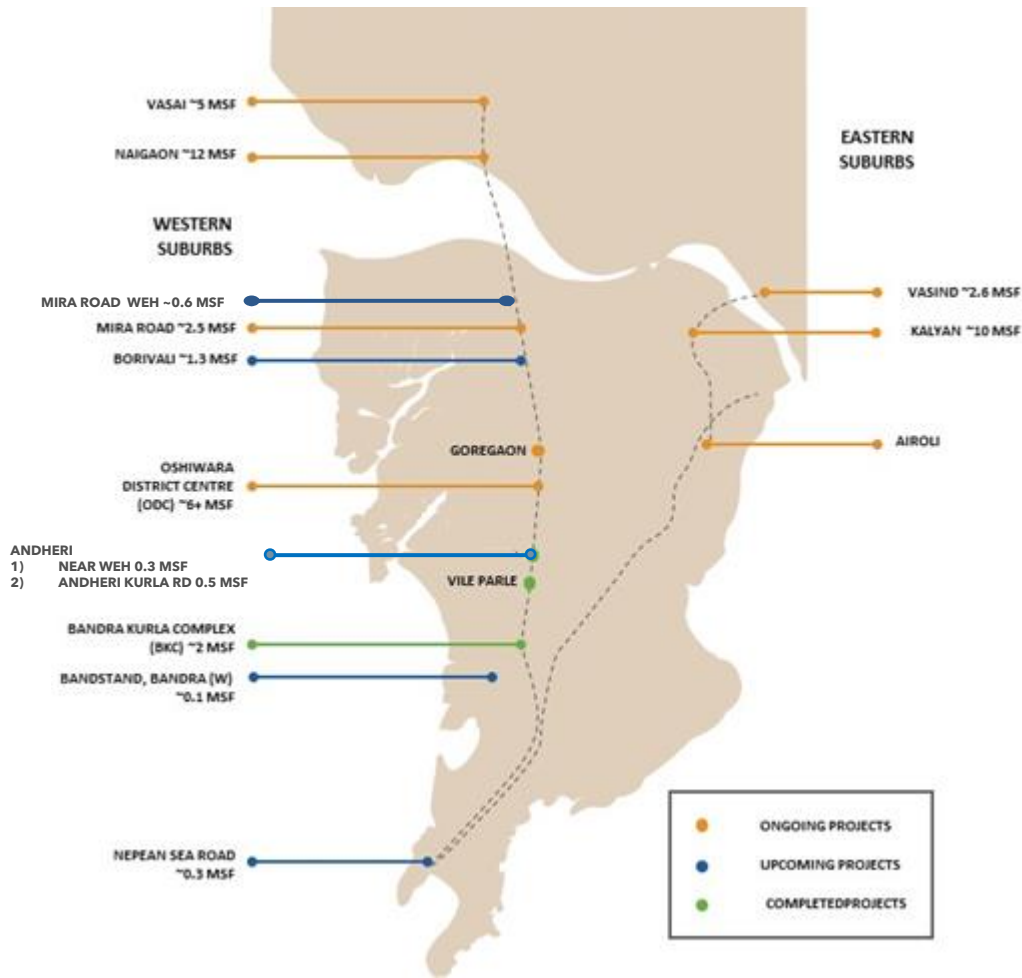 VASAI ~5 MSF
NAIGAON ~12 MSF
EASTERN
SUBURBS
WESTERN
SUBURBS
MIRA ROAD WEH ~0.6 MSF
VASIND ~2.6 MSF
MIRA ROAD ~2.5 MSF
KALYAN ~10 MSF
BORIVALI ~1.3 MSF
GOREGAON
AIROLI
OSHIWARA
DISTRICT CENTRE
(ODC) ~6+ MSF
ANDHERI
1) NEAR WEH 0.3 MSF
2) ANDHERI KURLA RD 0.5 MSF
VILE PARLE
BANDRA KURLA COMPLEX
(BKC) ~2 MSF
BANDSTAND, BANDRA (W)
~0.1 MSF
NEPEAN SEA ROAD
~0.3 MSF
ONGOING PROJECTS
UPCOMING PROJECTS
COMPLETEDPROJECTS